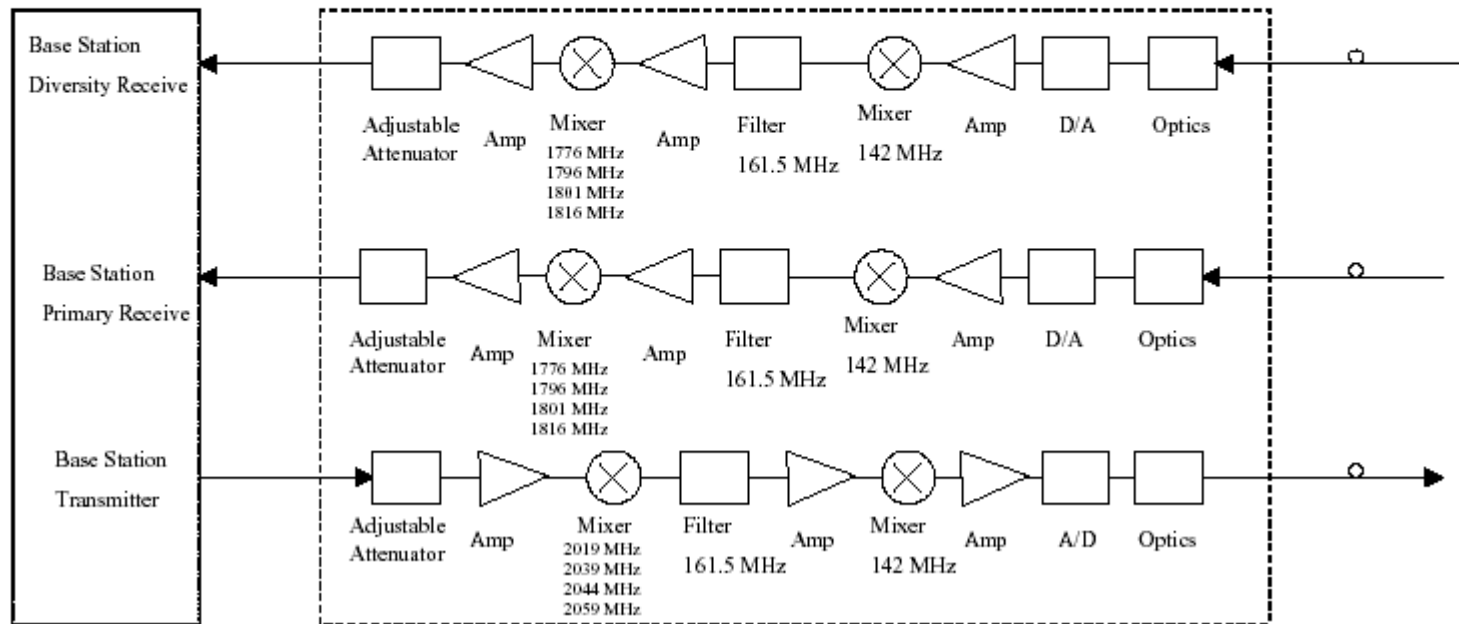 Base Station
Diversity Receive
Adjustable
Attenuator
Amp
Mixer
1776 MHz
1796 MHz
1801 MHz
1816 MHz
Amp
Filter
161.5 MHz
Mixer
142 MHz
Amp
D/A
Optics
Base Station
Primary Receive
Adjustable
Attenuator
Amp
Mixer
1776 MHz
1796 MHz
1801 MHz
1816 MHz
Amp
Filter
161.5 MHz
Mixer
142 MHz
Amp
D/A
Optics
Base Station
Transmitter
Adjustable
Attenuator
Amp
Mixer
2019 MHz
2039 MHz
2044 MHz
2059 MHz
Filter
161.5 MHz
Amp
Mixer
142 MHz
Amp
A/D
Optics